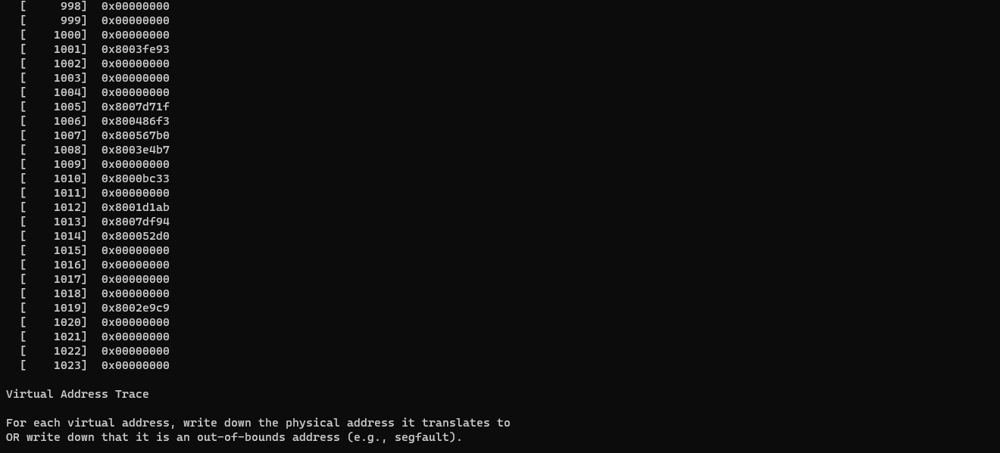 [     998]  0x00000000
[     999]  0x00000000
[    1000]  0x00000000
[    1001]  0x8003fe93
[    1002]  0x00000000
[    1003]  0x00000000
[    1004]  0x00000000
[    1005]  0x8007d71f
[    1006]  0x800486f3
[    1007]  0x800567b0
[    1008]  0x8003e4b7
[    1009]  0x00000000
[    1010]  0x8000bc33
[    1011]  0x00000000
[    1012]  0x8001d1ab
[    1013]  0x8007df94
[    1014]  0x800052d0
[    1015]  0x00000000
[    1016]  0x00000000
[    1017]  0x00000000
[    1018]  0x00000000
[    1019]  0x8002e9c9
[    1020]  0x00000000
[    1021]  0x00000000
[    1022]  0x00000000
[    1023]  0x00000000
Virtual Address Trace
For each virtual address, write down the physical address it translates to
OR write down that it is an out-of-bounds address (e.g., segfault).